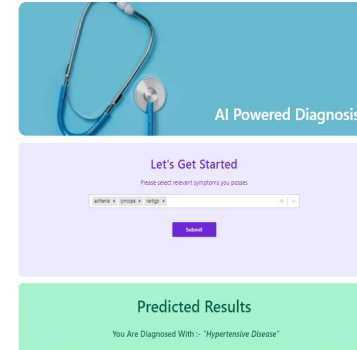 AI Powered Diagnosis
Let's Get Started
Please select relevant symptoms you posses
asthenia × syncope × vertigo ×
Submit
Predicted Results
You Are Diagnosed With :- "Hypertensive Disease"